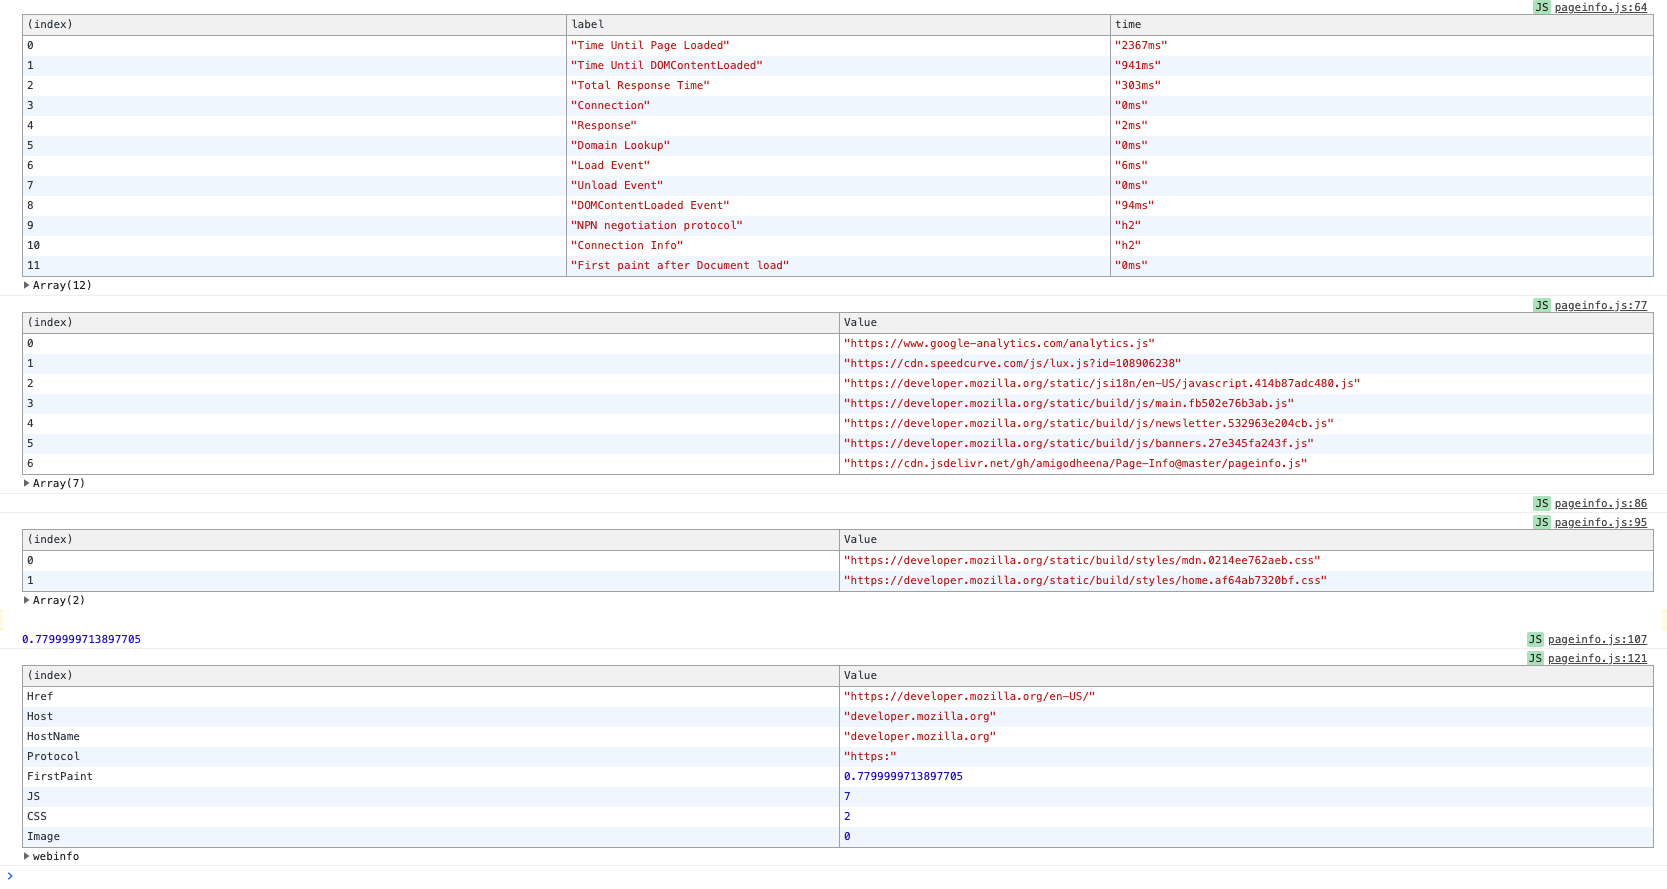 JS pageinfo.js:64
(index) label time
0 "Time Until Page Loaded" "2367ms"
1 "Time Until DOMContentLoaded" "941ms"
2 "Total Response Time" "303ms"
3 "Connection" "0ms"
4 "Response" "2ms"
5 "Domain Lookup" "0ms"
6 "Load Event" "6ms"
7 "Unload Event" "0ms"
8 "DOMContentLoaded Event" "94ms"
9 "NPN negotiation protocol" "h2"
10 "Connection Info" "h2"
11 "First paint after Document load" "0ms"
Array(12)
JS pageinfo.js:77
(index) Value
0 "https://www.google-analytics.com/analytics.js"
1 "https://cdn.speedcurve.com/js/lux.js?id=108906238"
2 "https://developer.mozilla.org/static/jsi18n/en-US/javascript.414b87adc480.js"
3 "https://developer.mozilla.org/static/build/js/main.fb502e76b3ab.js"
4 "https://developer.mozilla.org/static/build/js/newsletter.532963e204cb.js"
5 "https://developer.mozilla.org/static/build/js/banners.27e345fa243f.js"
6 "https://cdn.jsdelivr.net/gh/amigodheena/Page-Info@master/pageinfo.js"
Array(7)
JS pageinfo.js:86
JS pageinfo.js:95
(index) Value
0 "https://developer.mozilla.org/static/build/styles/mdn.0214ee762aeb.css"
1 "https://developer.mozilla.org/static/build/styles/home.af64ab7320bf.css"
Array(2)
0.7799999713897705 JS pageinfo.js:107
JS pageinfo.js:121
(index) Value
Href "https://developer.mozilla.org/en-US/"
Host "developer.mozilla.org"
HostName "developer.mozilla.org"
Protocol "https:"
FirstPaint 0.7799999713897705
JS 7
CSS 2
Image 0
webinfo